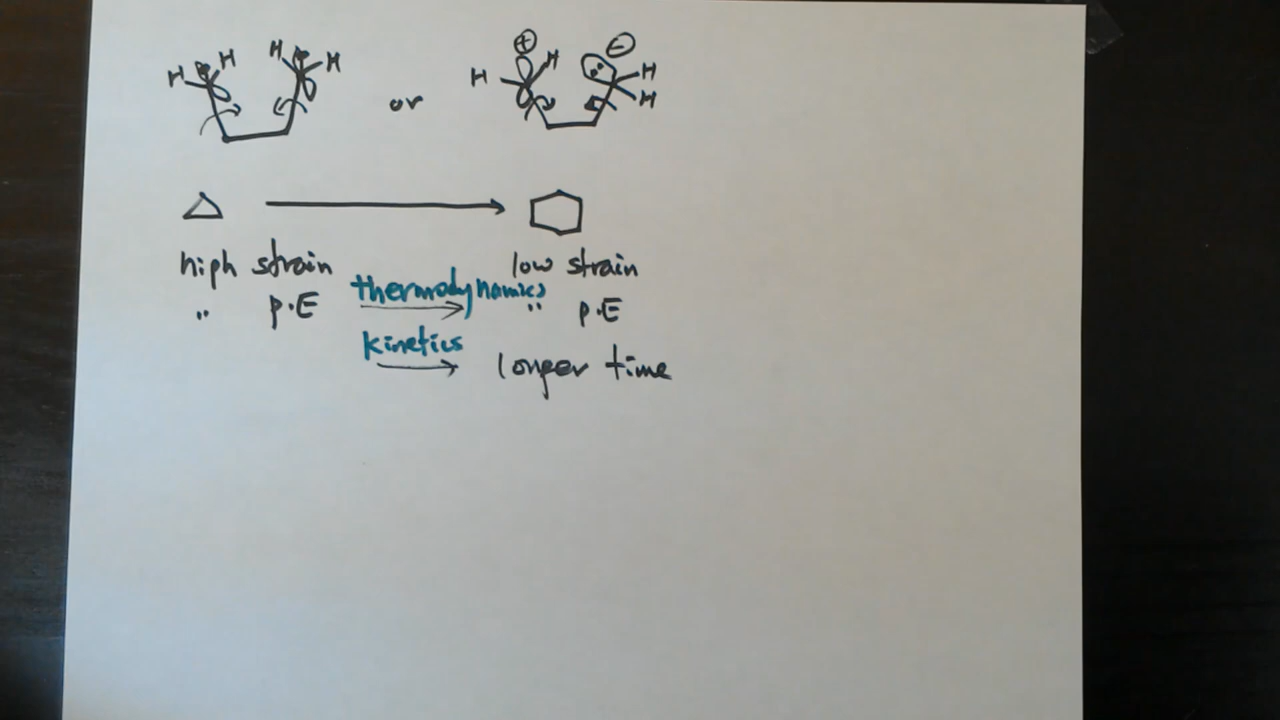 H H H H or H ⊕ H •• ⊖ H H
high strain low strain
" P.E thermodynamics " P.E
kinetics longer time